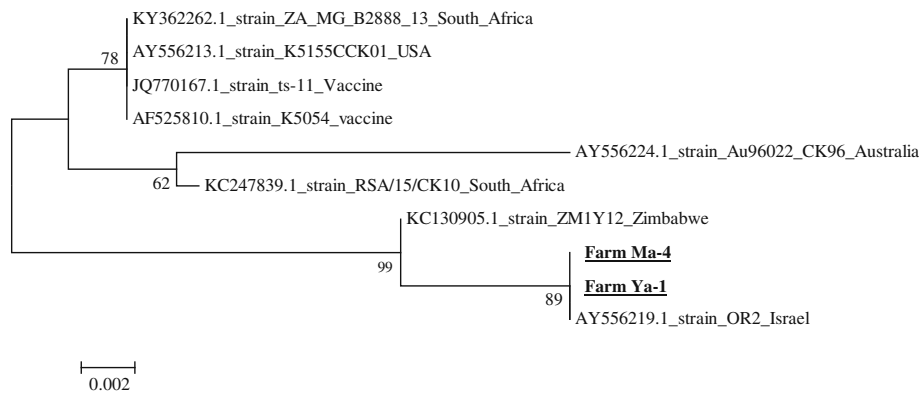 KY362262.1_strain_ZA_MG_B2888_13_South_Africa
78
AY556213.1_strain_K5155CCK01_USA
JQ770167.1_strain_ts-11_Vaccine
AF525810.1_strain_K5054_vaccine
AY556224.1_strain_Au96022_CK96_Australia
62
KC247839.1_strain_RSA/15/CK10_South_Africa
KC130905.1_strain_ZM1Y12_Zimbabwe
99
Farm Ma-4
Farm Ya-1
89
AY556219.1_strain_OR2_Israel
0.002